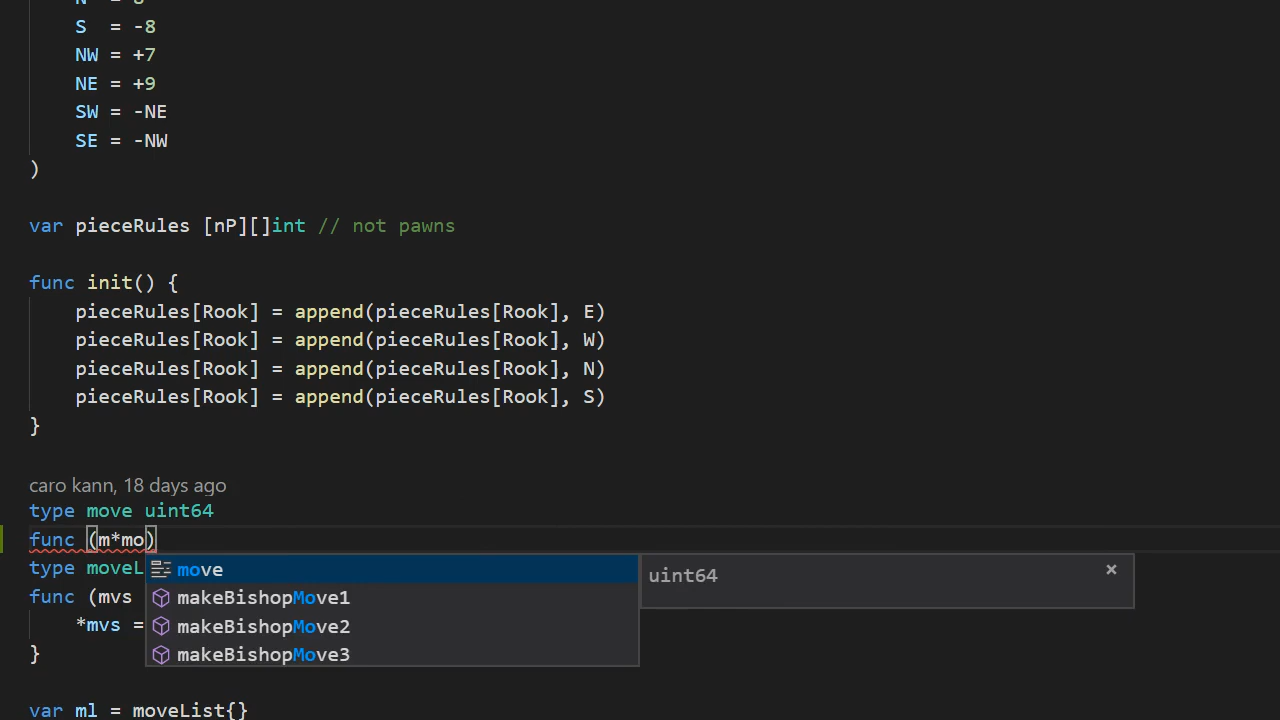 S  = -8
NW = +7
NE = +9
SW = -NE
SE = -NW
)
var pieceRules [nP][]int // not pawns
func init() {
pieceRules[Rook] = append(pieceRules[Rook], E)
pieceRules[Rook] = append(pieceRules[Rook], W)
pieceRules[Rook] = append(pieceRules[Rook], N)
pieceRules[Rook] = append(pieceRules[Rook], S)
}
caro kann, 18 days ago
type move uint64
func (m*mo)
type moveL
move
uint64
×
func (mvs
makeBishopMove1
*mvs =
makeBishopMove2
}
makeBishopMove3
var ml = moveList{}